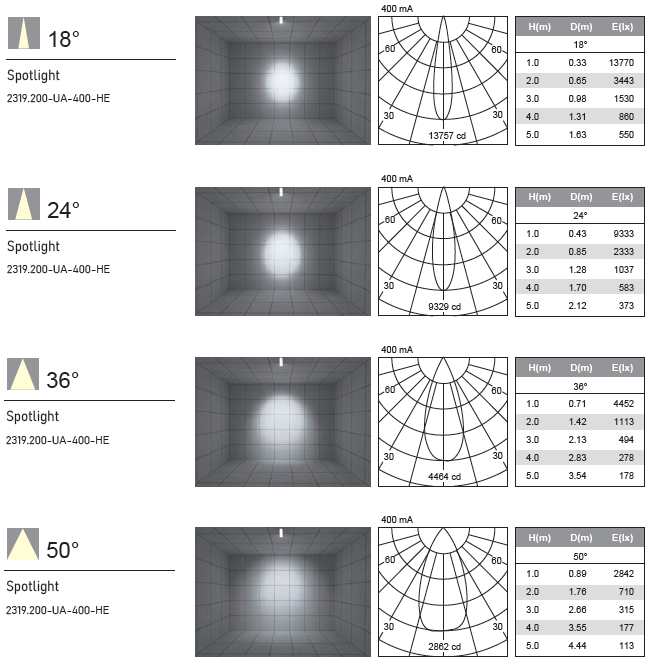 18°
Spotlight
2319.200-UA-400-HE
400 mA
60
30
30
13757 cd
H(m) D(m) E(lx)
18°
1.0 0.33 13770
2.0 0.65 3443
3.0 0.98 1530
4.0 1.31 860
5.0 1.63 550
24°
Spotlight
2319.200-UA-400-HE
400 mA
60
30
30
9329 cd
H(m) D(m) E(lx)
24°
1.0 0.43 9333
2.0 0.85 2333
3.0 1.28 1037
4.0 1.70 583
5.0 2.12 373
36°
Spotlight
2319.200-UA-400-HE
400 mA
60
60
30
30
4464 cd
H(m) D(m) E(lx)
36°
1.0 0.71 4452
2.0 1.42 1113
3.0 2.13 494
4.0 2.83 278
5.0 3.54 178
50°
Spotlight
2319.200-UA-400-HE
400 mA
60
60
30
30
2862 cd
H(m) D(m) E(lx)
50°
1.0 0.89 2842
2.0 1.76 710
3.0 2.66 315
4.0 3.55 177
5.0 4.44 113